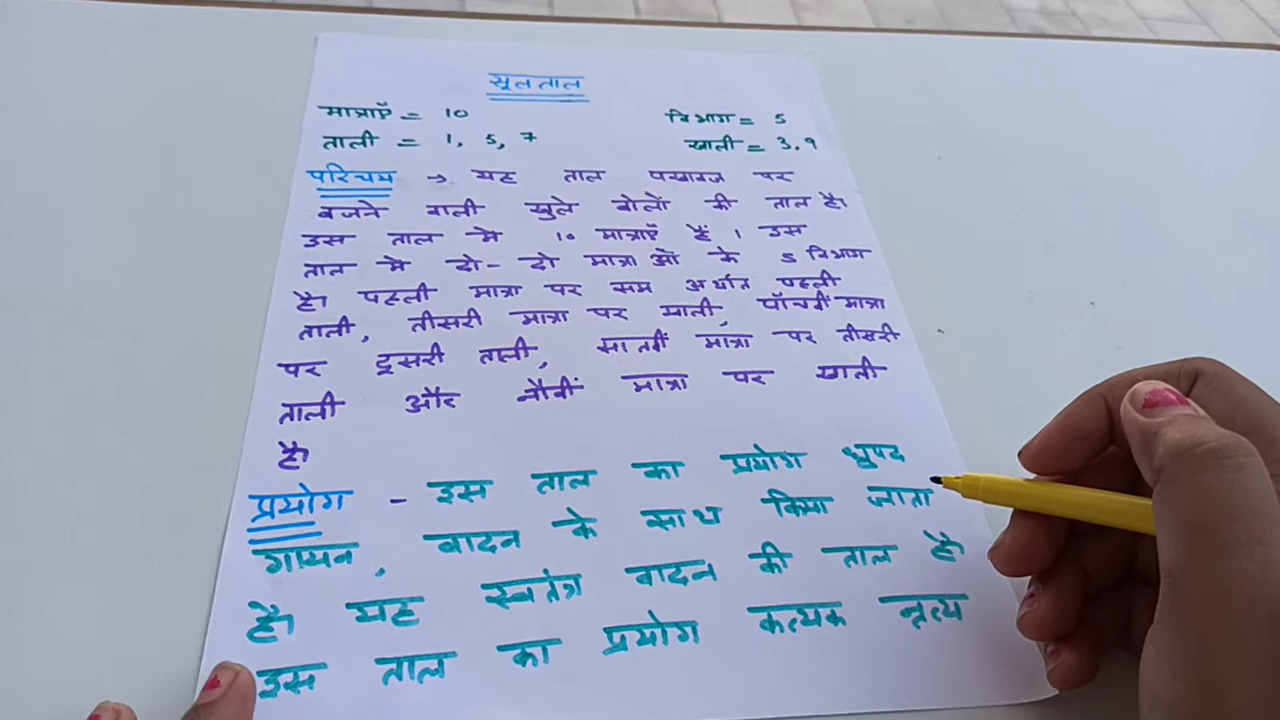 सूलताल
मात्राएँ = 10 विभाग = 5
ताली = 1, 5, 7 खाली = 3, 9
परिचय → यह ताल पखावज पर
बजने वाली खुले बोलों की ताल है।
इस ताल मे 10 मात्राएँ हैं । इस
ताल मे दो - दो मात्राओं के 5 विभाग
है। पहली मात्रा पर सम अर्थात पहली
ताली, तीसरी मात्रा पर खाली, पाँचवीं मात्रा
पर दूसरी ताली, सातवीं मात्रा पर तीसरी
ताली और नौवीं मात्रा पर खाली
है।
प्रयोग - इस ताल का प्रयोग ध्रुपद
गायन, वादन के साथ किया जाता
है। यह स्वतंत्र वादन की ताल है।
इस ताल का प्रयोग कत्थक नृत्य